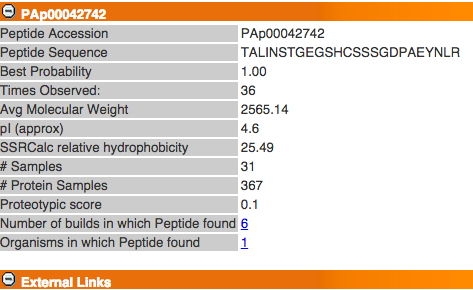 PAp00042742
Peptide Accession PAp00042742
Peptide Sequence TALINSTGEGSHCSSSGDPAEYNLR
Best Probability 1.00
Times Observed: 36
Avg Molecular Weight 2565.14
pI (approx) 4.6
SSRCalc relative hydrophobicity 25.49
# Samples 31
# Protein Samples 367
Proteotypic score 0.1
Number of builds in which Peptide found 6
Organisms in which Peptide found 1
External Links